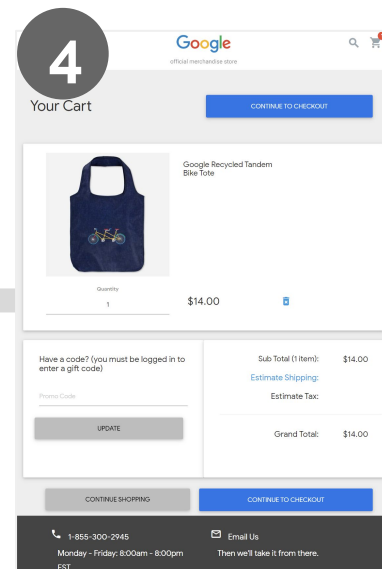 4
Google
official merchandise store
Your Cart
CONTINUE TO CHECKOUT
Google Recycled Tandem
Bike Tote
Quantity
1
$14.00
Have a code? (you must be logged in to
enter a gift code)
Promo Code
UPDATE
Sub Total (1 item): $14.00
Estimate Shipping:
Estimate Tax:
Grand Total: $14.00
CONTINUE SHOPPING
CONTINUE TO CHECKOUT
1-855-300-2945
Monday - Friday: 8:00am - 8:00pm
EST
Email Us
Then we'll take it from there.